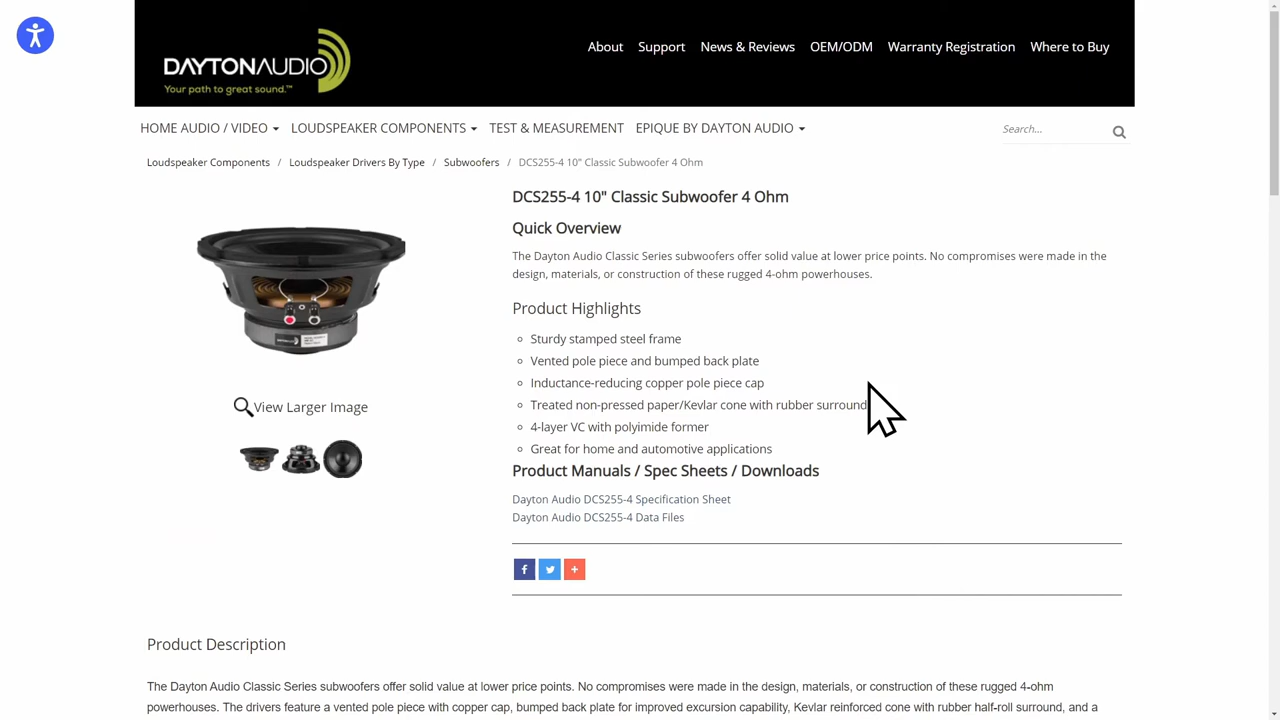 DAYTONAUDIO
Your path to great sound.™
About Support News & Reviews OEM/ODM Warranty Registration Where to Buy
HOME AUDIO / VIDEO LOUDSPEAKER COMPONENTS TEST & MEASUREMENT EPIQUE BY DAYTON AUDIO Search...
Loudspeaker Components / Loudspeaker Drivers By Type / Subwoofers / DCS255-4 10" Classic Subwoofer 4 Ohm
DCS255-4 10" Classic Subwoofer 4 Ohm
Quick Overview
The Dayton Audio Classic Series subwoofers offer solid value at lower price points. No compromises were made in the
design, materials, or construction of these rugged 4-ohm powerhouses.
Product Highlights
Sturdy stamped steel frame
Vented pole piece and bumped back plate
Inductance-reducing copper pole piece cap
Treated non-pressed paper/Kevlar cone with rubber surround
4-layer VC with polyimide former
Great for home and automotive applications
View Larger Image
Product Manuals / Spec Sheets / Downloads
Dayton Audio DCS255-4 Specification Sheet
Dayton Audio DCS255-4 Data Files
Product Description
The Dayton Audio Classic Series subwoofers offer solid value at lower price points. No compromises were made in the design, materials, or construction of these rugged 4-ohm
powerhouses. The drivers feature a vented pole piece with copper cap, bumped back plate for improved excursion capability, Kevlar reinforced cone with rubber half-roll surround, and a